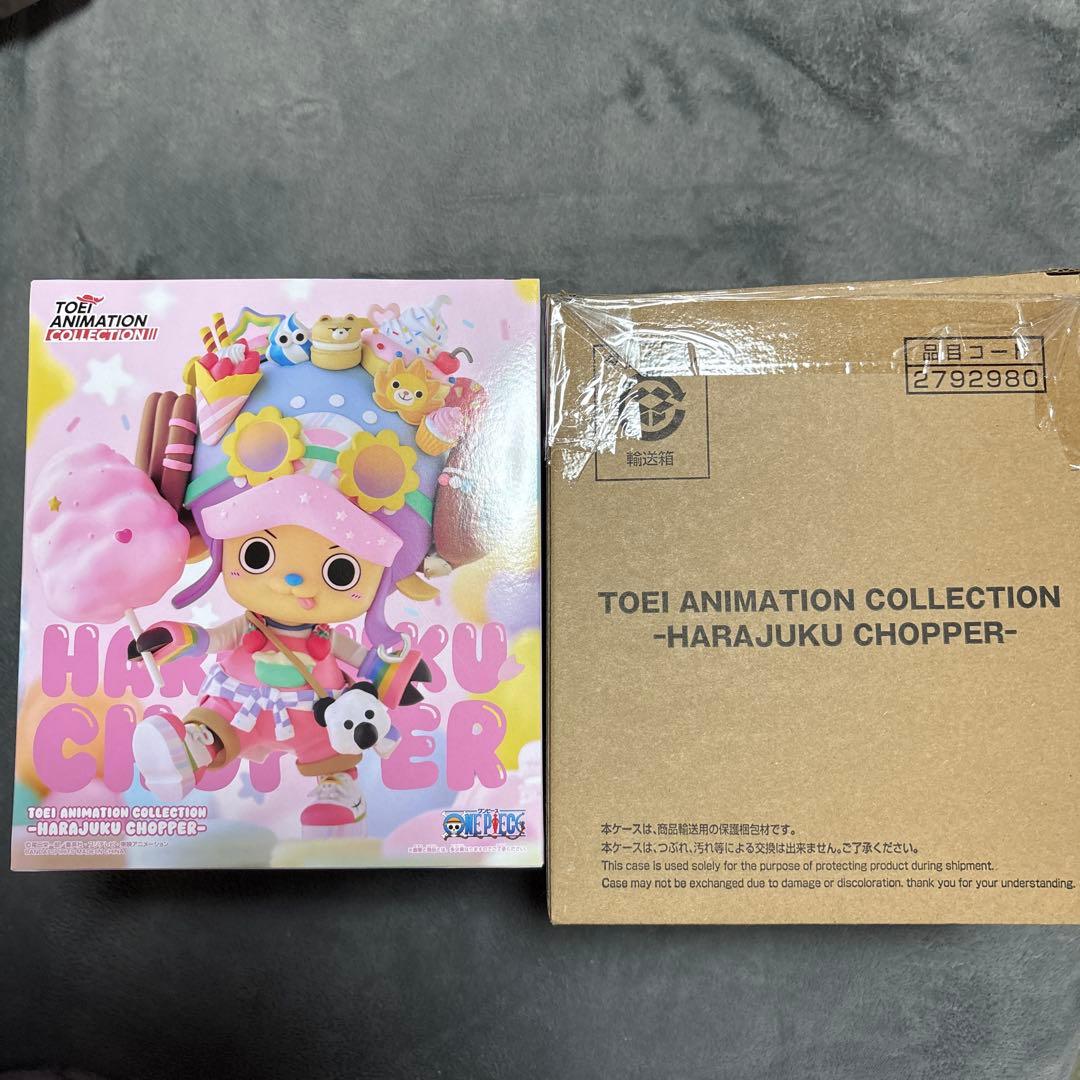 TOEI
ANIMATION
COLLECTION
HARAJUKU
CHOPPER
TOEI ANIMATION COLLECTION
-HARAJUKU CHOPPER-
ワンピース
ONE PIECE
品目コード
2792980
輸送箱
TOEI ANIMATION COLLECTION
-HARAJUKU CHOPPER-
本ケースは、商品輸送用の保護梱包材です。
本ケースは、つぶれ、汚れ等による交換は出来ません。ご了承ください。
This case is used solely for the purpose of protecting product during shipment.
Case may not be exchanged due to damage or discoloration. thank you for your understanding.